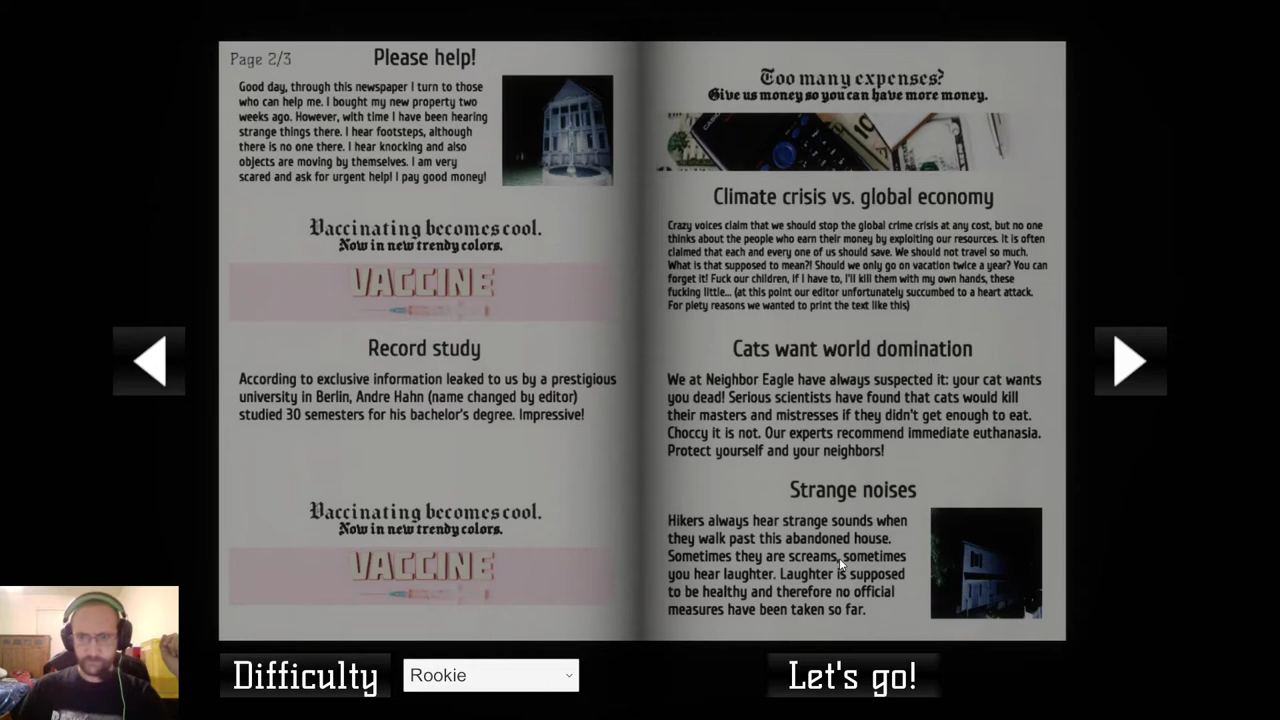 Page 2/3
Please help!
Good day, through this newspaper I turn to those
who can help me. I bought my new property two
weeks ago. However, with time I have been hearing
strange things there. I hear footsteps, although
there is no one there. I hear knocking and also
objects are moving by themselves. I am very
scared and ask for urgent help! I pay good money!
Vaccinating becomes cool.
Now in new trendy colors.
VACCINE
Record study
According to exclusive information leaked to us by a prestigious
university in Berlin, Andre Hahn (name changed by editor)
studied 30 semesters for his bachelor's degree. Impressive!
Vaccinating becomes cool.
Now in new trendy colors.
VACCINE
Too many expenses?
Give us money so you can have more money.
CASIO
10
Climate crisis vs. global economy
Crazy voices claim that we should stop the global crime crisis at any cost, but no one
thinks about the people who earn their money by exploiting our resources. It is often
claimed that each and every one of us should save. We should not travel so much.
What is that supposed to mean?! Should we only go on vacation twice a year? You can
forget it! Fuck our children, if I have to, I'll kill them with my own hands, these
fucking little... (at this point our editor unfortunately succumbed to a heart attack.
For piety reasons we wanted to print the text like this)
Cats want world domination
We at Neighbor Eagle have always suspected it: your cat wants
you dead! Serious scientists have found that cats would kill
their masters and mistresses if they didn't get enough to eat.
Choccy it is not. Our experts recommend immediate euthanasia.
Protect yourself and your neighbors!
Strange noises
Hikers always hear strange sounds when
they walk past this abandoned house.
Sometimes they are screams, sometimes
you hear laughter. Laughter is supposed
to be healthy and therefore no official
measures have been taken so far.
Difficulty
Rookie
Let's go!